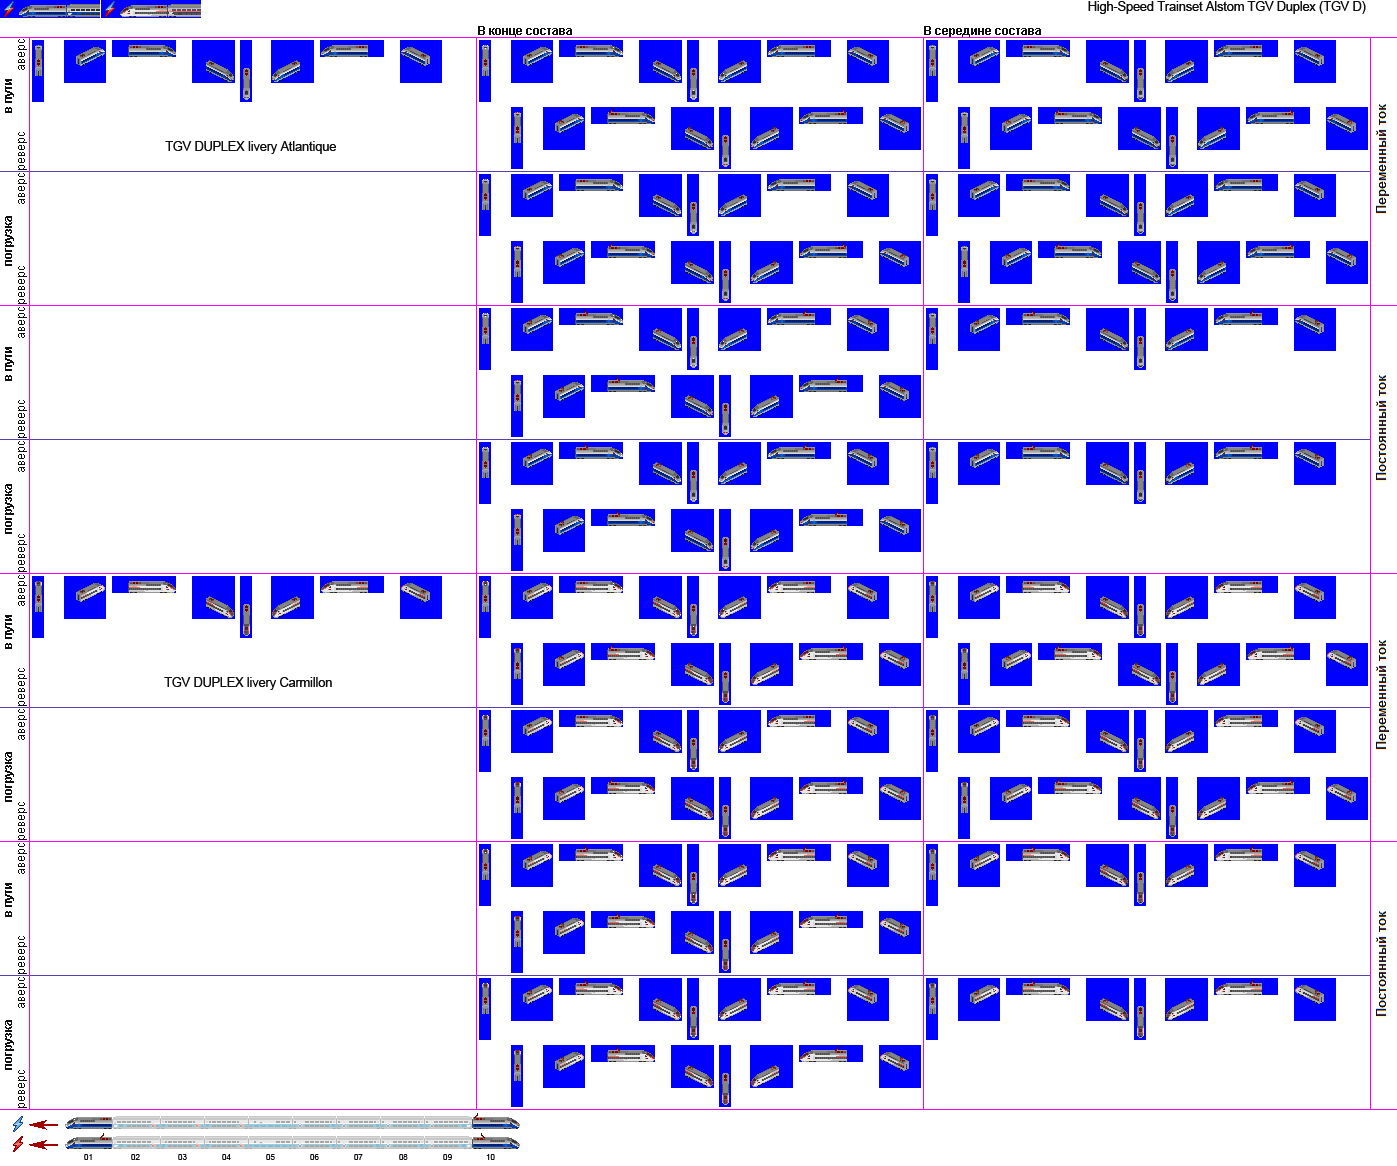 High-Speed Trainset Alstom TGV Duplex (TGV D)
В конце состава
В середине состава
аверс
в пути
реверс
TGV DUPLEX livery Atlantique
Переменный ток
аверс
погрузка
реверс
аверс
в пути
реверс
Постоянный ток
аверс
погрузка
реверс
аверс
в пути
реверс
TGV DUPLEX livery Carmillon
Переменный ток
аверс
погрузка
реверс
аверс
в пути
реверс
Постоянный ток
аверс
погрузка
реверс
01 02 03 04 05 06 07 08 09 10